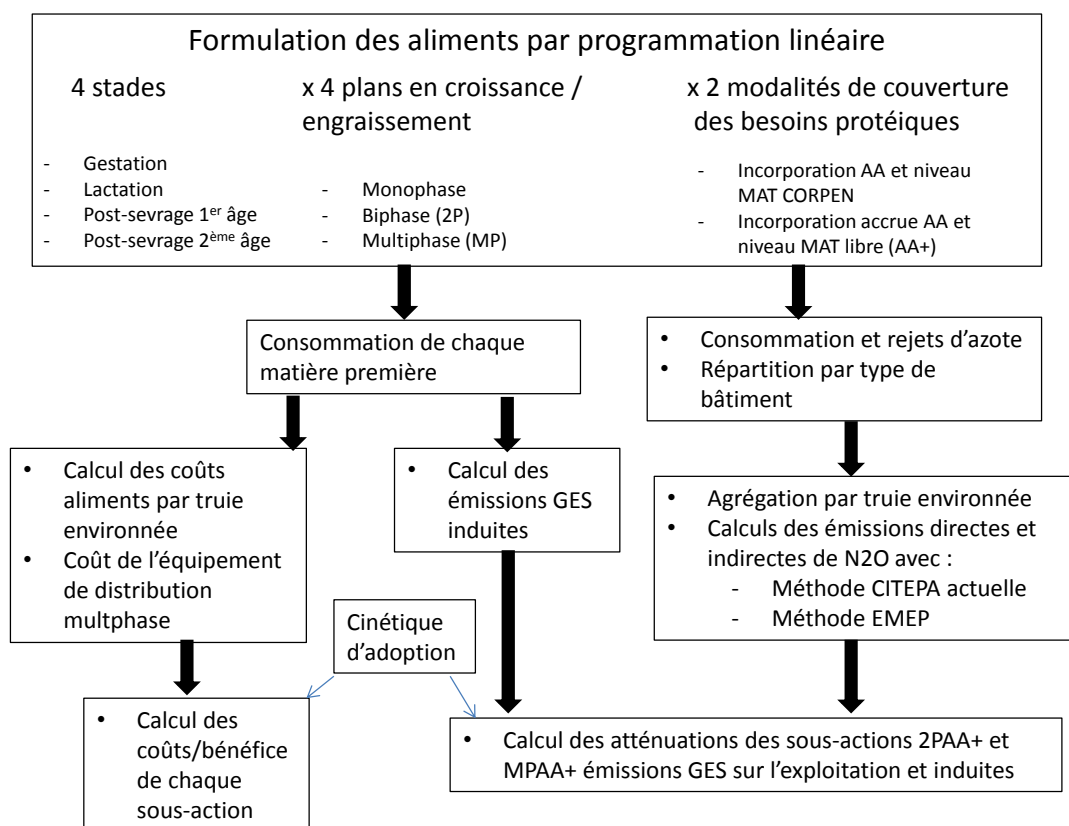 Formulation des aliments par programmation linéaire
4 stades
- Gestation
- Lactation
- Post-sevrage 1er âge
- Post-sevrage 2ème âge
x 4 plans en croissance /
engraissement
- Monophase
- Biphase (2P)
- Multiphase (MP)
x 2 modalités de couverture
des besoins protéiques
- Incorporation AA et niveau
MAT CORPEN
- Incorporation accrue AA et
niveau MAT libre (AA+)
Consommation de chaque
matière première
• Consommation et rejets d'azote
• Répartition par type de
bâtiment
• Calcul des coûts
aliments par truie
environnée
• Coût de l'équipement
de distribution
multphase
• Calcul des
émissions GES
induites
• Agrégation par truie environnée
• Calculs des émissions directes et
indirectes de N2O avec :
- Méthode CITEPA actuelle
- Méthode EMEP
Cinétique
d'adoption
• Calcul des
coûts/bénéfice
de chaque
sous-action
• Calcul des atténuations des sous-actions 2PAA+ et
MPAA+ émissions GES sur l'exploitation et induites